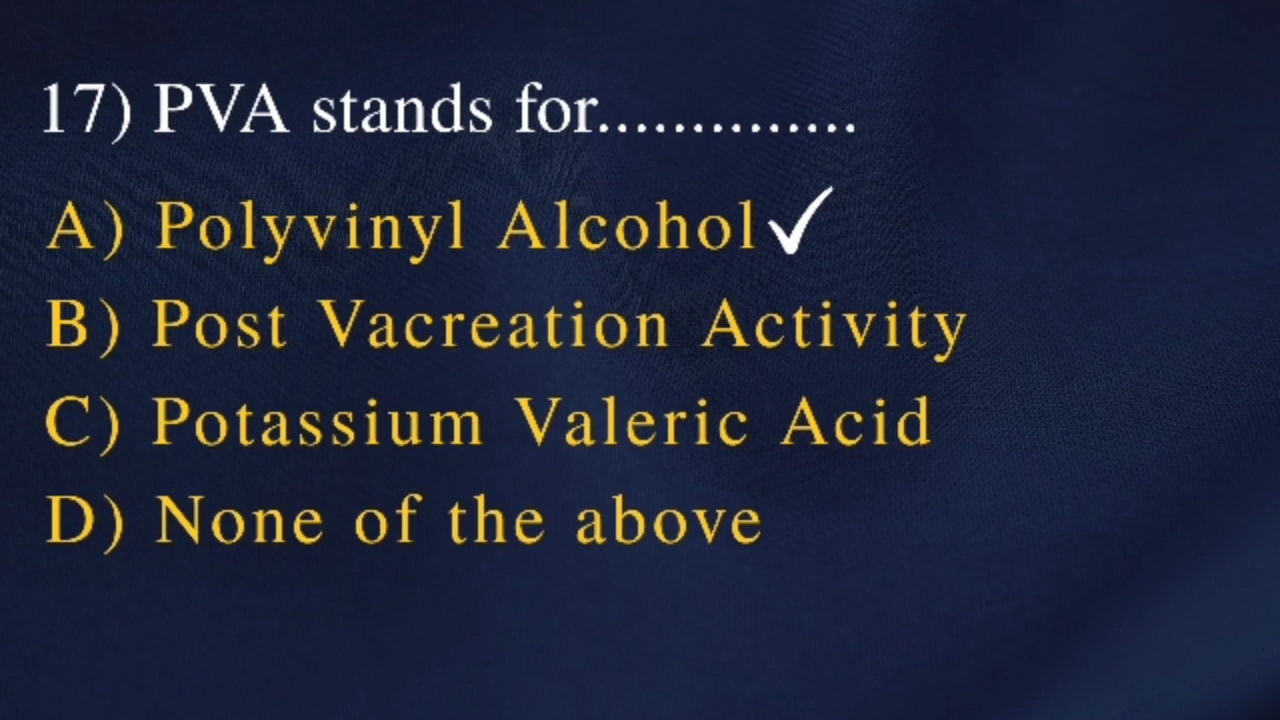 17) PVA stands for..............
A) Polyvinyl Alcohol✓
B) Post Vacreation Activity
C) Potassium Valeric Acid
D) None of the above